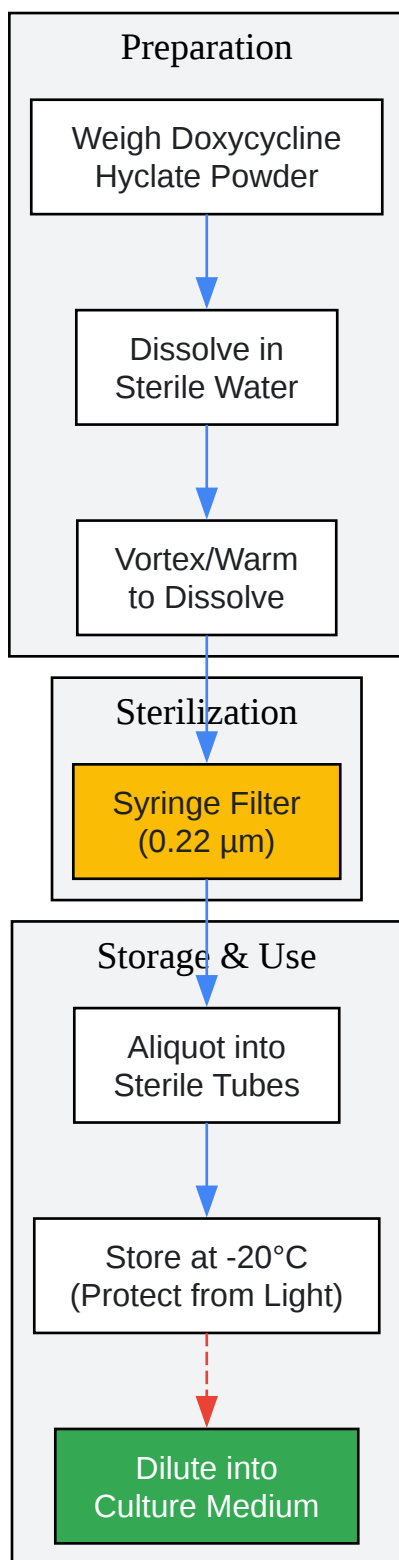 Preparation
Weigh Doxycycline
Hyclate Powder
Dissolve in
Sterile Water
Vortex/Warm
to Dissolve
Sterilization
Syringe Filter
(0.22 µm)
Storage & Use
Aliquot into
Sterile Tubes
Store at -20°C
(Protect from Light)
Dilute into
Culture Medium